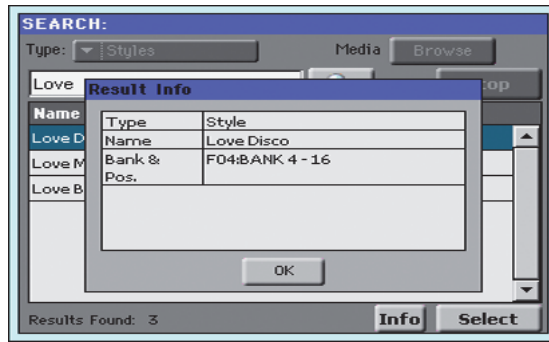 SEARCH:
Type: Styles Media Browse
Love
Result Info
Name
Type Style
Love D Name Love Disco
Love M Bank & F04:BANK 4 - 16
Pos.
Love B
OK
Results Found: 3 Info Select